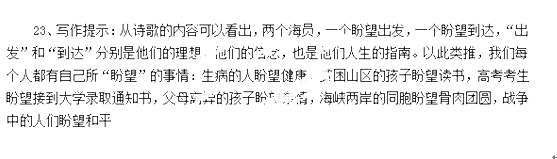 23、写作提示：从诗歌的内容可以看出，两个海员，一个盼望出发，一个盼望到达，“出
发”和“到达”分别是他们的理想、他们的信念，也是他们人生的指南。以此类推，我们每
个人都有自己所“盼望”的事情：生病的人盼望健康，贫困山区的孩子盼望读书，高考考生
盼望接到大学录取通知书，父母离异的孩子盼望亲情，海峡两岸的同胞盼望骨肉团圆，战争
中的人们盼望和平